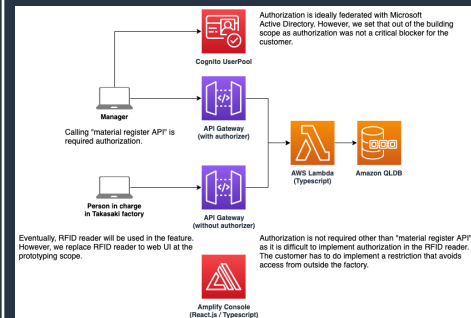 Authorization is ideally federated with Microsoft
Active Directory. However, we set that out of the building
scope as authorization was not a critical blocker for the
customer.
Cognito UserPool
Manager
API Gateway
(with authorizer)
Calling "material register API" is
required authorization.
AWS Lambda
(Typescript)
Amazon QLDB
Person in charge
in Takasaki factory
API Gateway
(without authorizer)
Eventually, RFID reader will be used in the feature.
However, we replace RFID reader to web UI at the
prototyping scope.
Authorization is not required other than "material register API"
as it is difficult to implement authorization in the RFID reader.
The customer has to do implement a restriction that avoids
access from outside the factory.
Amplify Console
(React.js / Typescript)